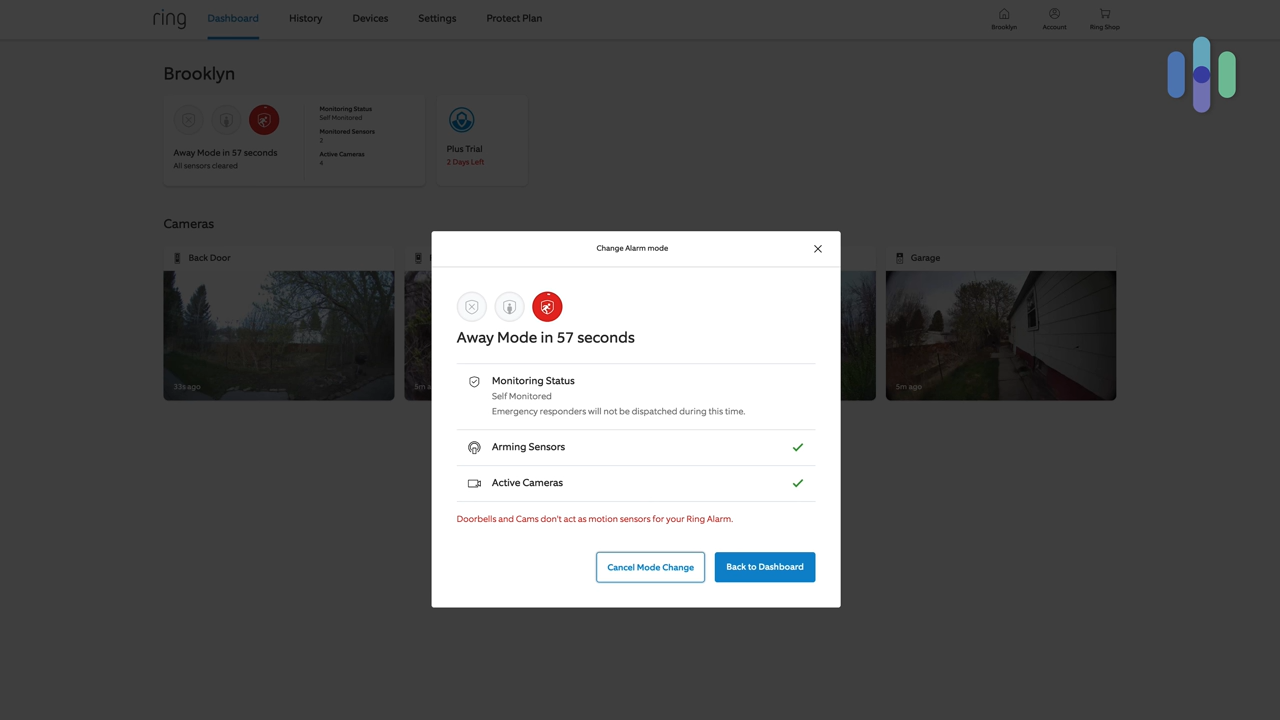 ring
Dashboard
History
Devices
Settings
Protect Plan
Brooklyn
Account
Ring Shop
Brooklyn
Away Mode in 57 seconds
All sensors cleared
Monitoring Status
Self Monitored
Monitored Sensors
2
Active Cameras
4
Plus Trial
2 Days Left
Cameras
Back Door
33s ago
5m a
Garage
5m ago
Change Alarm mode
Away Mode in 57 seconds
Monitoring Status
Self Monitored
Emergency responders will not be dispatched during this time.
Arming Sensors
Active Cameras
Doorbells and Cams don't act as motion sensors for your Ring Alarm.
Cancel Mode Change
Back to Dashboard